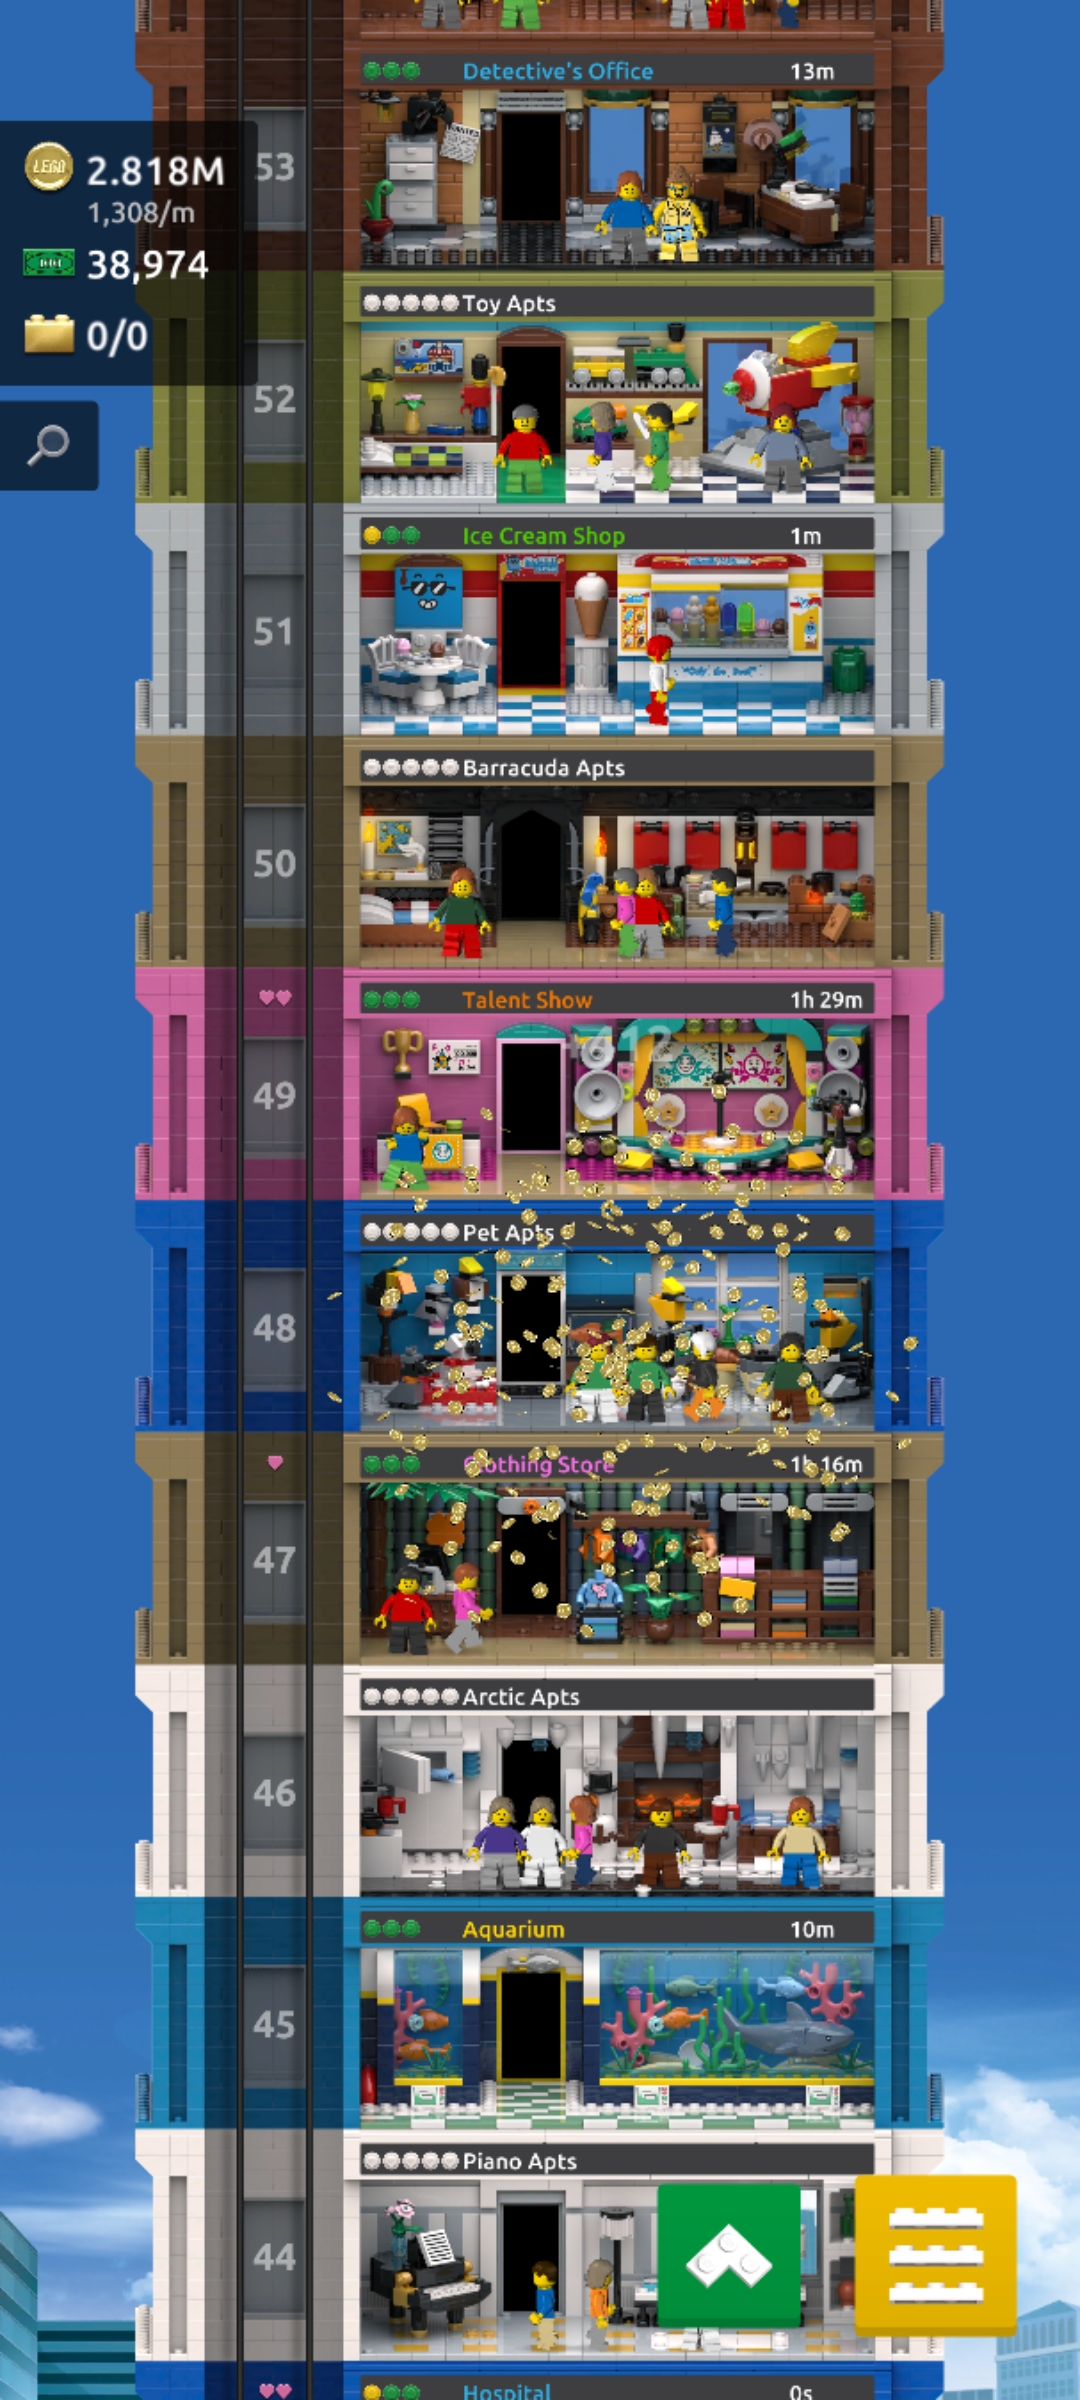 Detective's Office 13m
53
LEGO 2.818M
1,308/m
38,974
0/0
Toy Apts
52
Ice Cream Shop 1m
51
Barracuda Apts
50
Talent Show 1h 29m
412
49
Pet Apts
48
Clothing Store 1h 16m
47
Arctic Apts
46
Aquarium 10m
45
Piano Apts
44
Hospital 0s